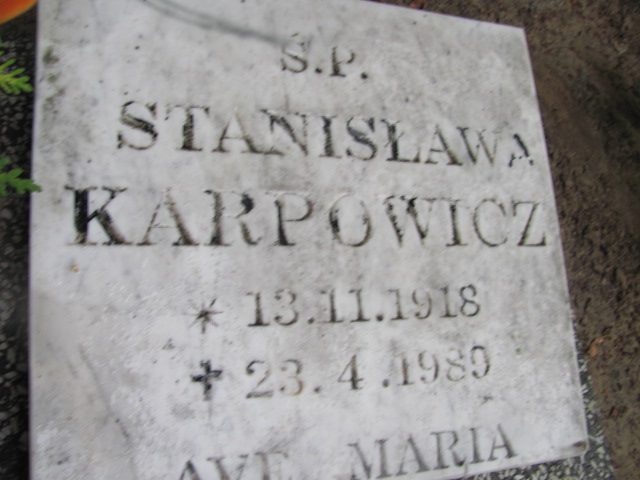 Ś.P.
STANISŁAWA
KARPOWICZ
* 13.11.1918
✝ 23.4.1989
AVE MARIA